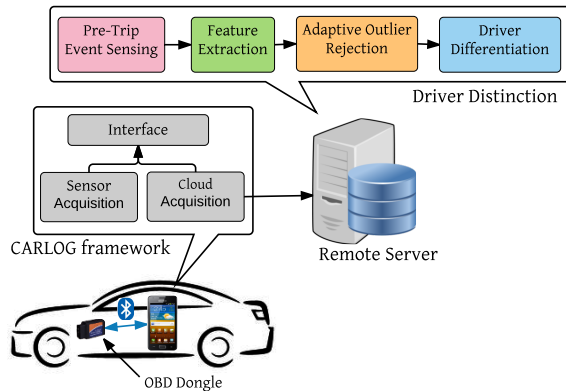 Pre-Trip
Event Sensing
Feature
Extraction
Adaptive Outlier
Rejection
Driver
Differentiation
Driver Distinction
Interface
Sensor
Acquisition
Cloud
Acquisition
CARLOG framework
Remote Server
OBD Dongle